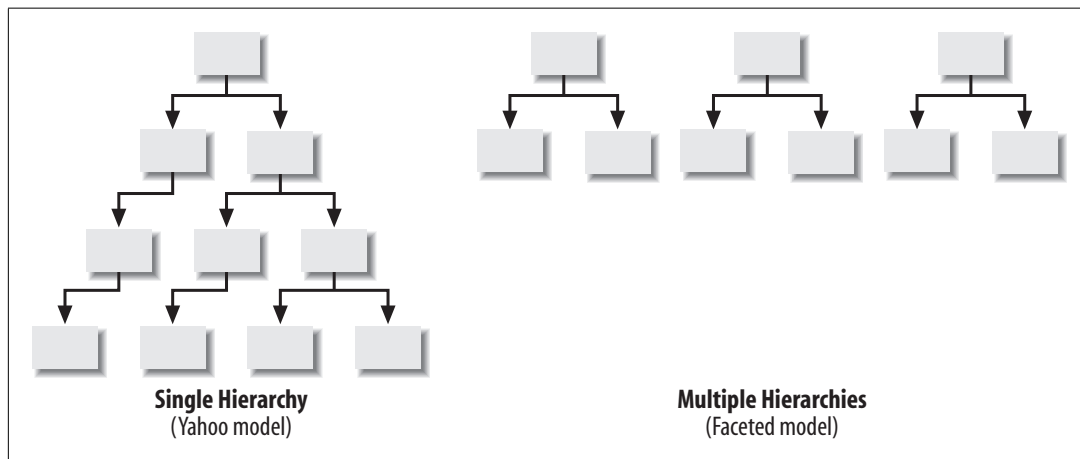 Single Hierarchy
(Yahoo model)
Multiple Hierarchies
(Faceted model)